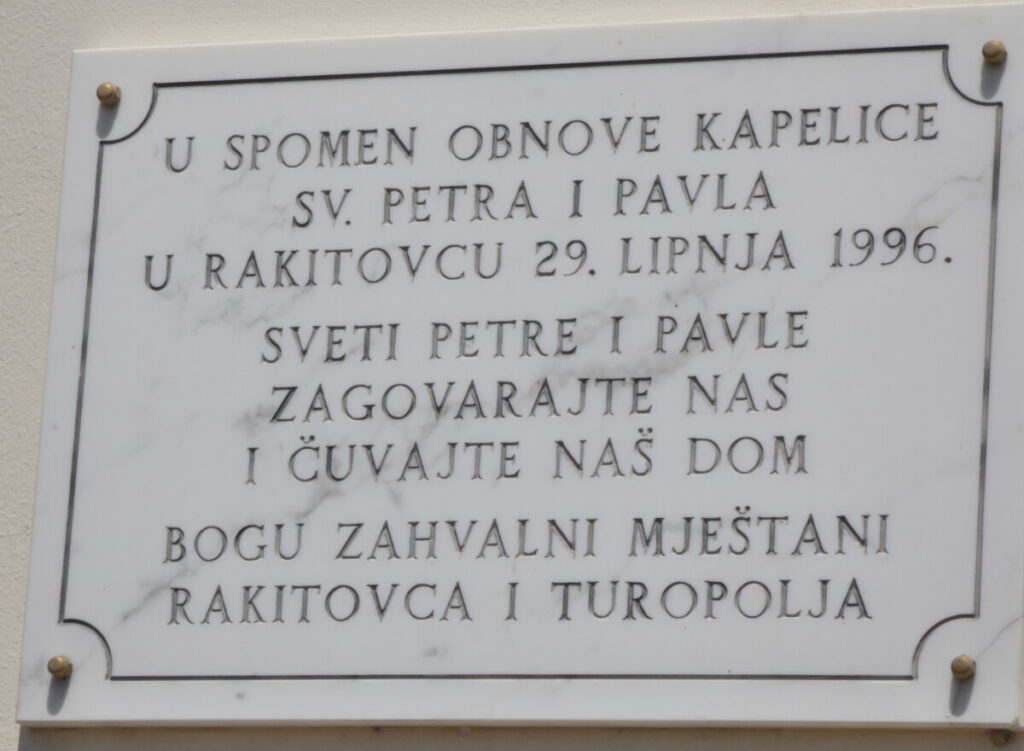 U SPOMEN OBNOVE KAPELICE
SV. PETRA I PAVLA
U RAKITOVCU 29. LIPNJA 1996.
SVETI PETRE I PAVLE
ZAGOVARAJTE NAS
I ČUVAJTE NAŠ DOM
BOGU ZAHVALNI MJEŠTANI
RAKITOVCA I TUROPOLJA